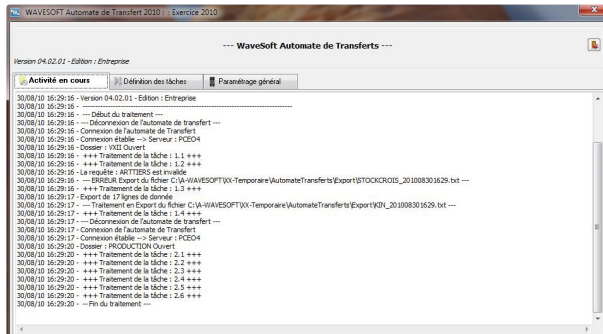 WAVESOFT Automate de Transfert 2010 : : Exercice 2010
--- WaveSoft Automate de Transferts ---
Version 04.02.01 - Edition : Entreprise
Activité en cours
Définition des tâches
Paramétrage général
30/08/10 16:29:16 - Version 04.02.01 - Edition : Entreprise
30/08/10 16:29:16 - ------------------------------------------------------------
30/08/10 16:29:16 - --- Début du traitement ---
30/08/10 16:29:16 - --- Déconnexion de l'automate de transfert ---
30/08/10 16:29:16 - Connexion de l'automate de Transfert
30/08/10 16:29:16 - Connexion établie --> Serveur : PCEO4
30/08/10 16:29:16 - Dossier : VXII Ouvert
30/08/10 16:29:16 - +++ Traitement de la tâche : 1.1 +++
30/08/10 16:29:16 - +++ Traitement de la tâche : 1.2 +++
30/08/10 16:29:16 - La requête : ARTTIERS est invalide
30/08/10 16:29:16 - --- ERREUR Export du fichier C:\A-WAVESOFT\XX-Temporaire\AutomateTransferts\Export\STOCKCROIS_201008301629.txt ---
30/08/10 16:29:16 - +++ Traitement de la tâche : 1.3 +++
30/08/10 16:29:17 - Export de 17 lignes de donnée
30/08/10 16:29:17 - --- Traitement en Export du fichier C:\A-WAVESOFT\XX-Temporaire\AutomateTransferts\Export\KIN_201008301629.txt ---
30/08/10 16:29:17 - +++ Traitement de la tâche : 1.4 +++
30/08/10 16:29:17 - --- Déconnexion de l'automate de transfert ---
30/08/10 16:29:17 - Connexion de l'automate de Transfert
30/08/10 16:29:17 - Connexion établie --> Serveur : PCEO4
30/08/10 16:29:20 - Dossier : PRODUCTION Ouvert
30/08/10 16:29:20 - +++ Traitement de la tâche : 2.1 +++
30/08/10 16:29:20 - +++ Traitement de la tâche : 2.2 +++
30/08/10 16:29:20 - +++ Traitement de la tâche : 2.3 +++
30/08/10 16:29:20 - +++ Traitement de la tâche : 2.4 +++
30/08/10 16:29:20 - +++ Traitement de la tâche : 2.5 +++
30/08/10 16:29:20 - +++ Traitement de la tâche : 2.6 +++
30/08/10 16:29:20 - -- Fin du traitement ---